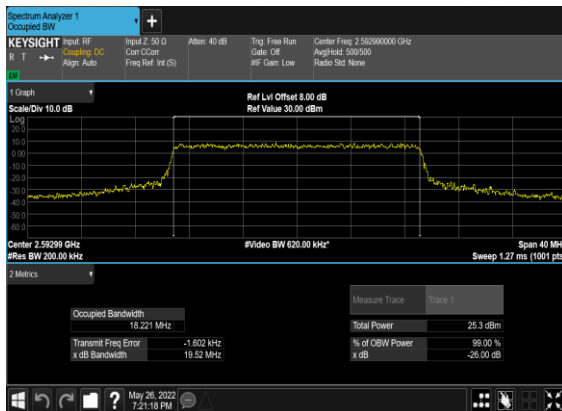 Spectrum Analyzer 1
Occupied BW
KEYSIGHT
R T
Input: RF
Coupling: DC
Align: Auto
Input Z: 50 Ω
Corr CCorr
Freq Ref: Int (S)
Atten: 40 dB
Trig: Free Run
Gate: Off
#IF Gain: Low
Center Freq: 2.592990000 GHz
Avg|Hold: 500/500
Radio Std: None
1 Graph
Scale/Div 10.0 dB
Ref Lvl Offset 8.00 dB
Ref Value 30.00 dBm
Log
20.0
10.0
0.00
-10.0
-20.0
-30.0
-40.0
-50.0
-60.0
Center 2.59299 GHz
#Res BW 200.00 kHz
#Video BW 620.00 kHz*
Span 40 MH
Sweep 1.27 ms (1001 pts
2 Metrics
Measure Trace
Trace 1
Occupied Bandwidth
18.221 MHz
Total Power
25.3 dBm
Transmit Freq Error
-1.602 kHz
% of OBW Power
99.00 %
x dB Bandwidth
19.52 MHz
x dB
-26.00 dB
May 26, 2022
7:21:18 PM